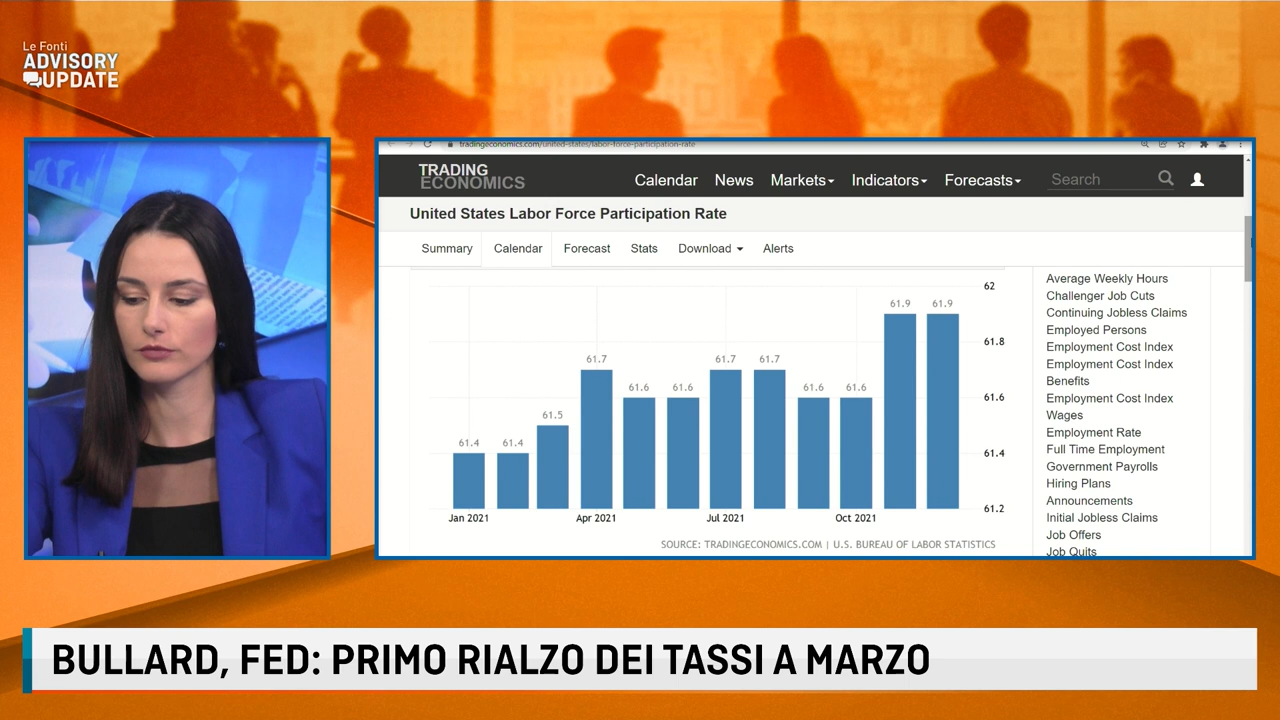 Le Fonti
ADVISORY
UPDATE
tradingeconomics.com/united-states/labor-force-participation-rate
TRADING
ECONOMICS
Calendar News Markets Indicators Forecasts Search
United States Labor Force Participation Rate
Summary Calendar Forecast Stats Download Alerts
62
61.8
61.6
61.4
61.2
61.4 61.4 61.5 61.7 61.6 61.6 61.7 61.7 61.6 61.6 61.9 61.9
Jan 2021 Apr 2021 Jul 2021 Oct 2021
SOURCE: TRADINGECONOMICS.COM | U.S. BUREAU OF LABOR STATISTICS
Average Weekly Hours
Challenger Job Cuts
Continuing Jobless Claims
Employed Persons
Employment Cost Index
Employment Cost Index
Benefits
Employment Cost Index
Wages
Employment Rate
Full Time Employment
Government Payrolls
Hiring Plans
Announcements
Initial Jobless Claims
Job Offers
Job Quits
BULLARD, FED: PRIMO RIALZO DEI TASSI A MARZO